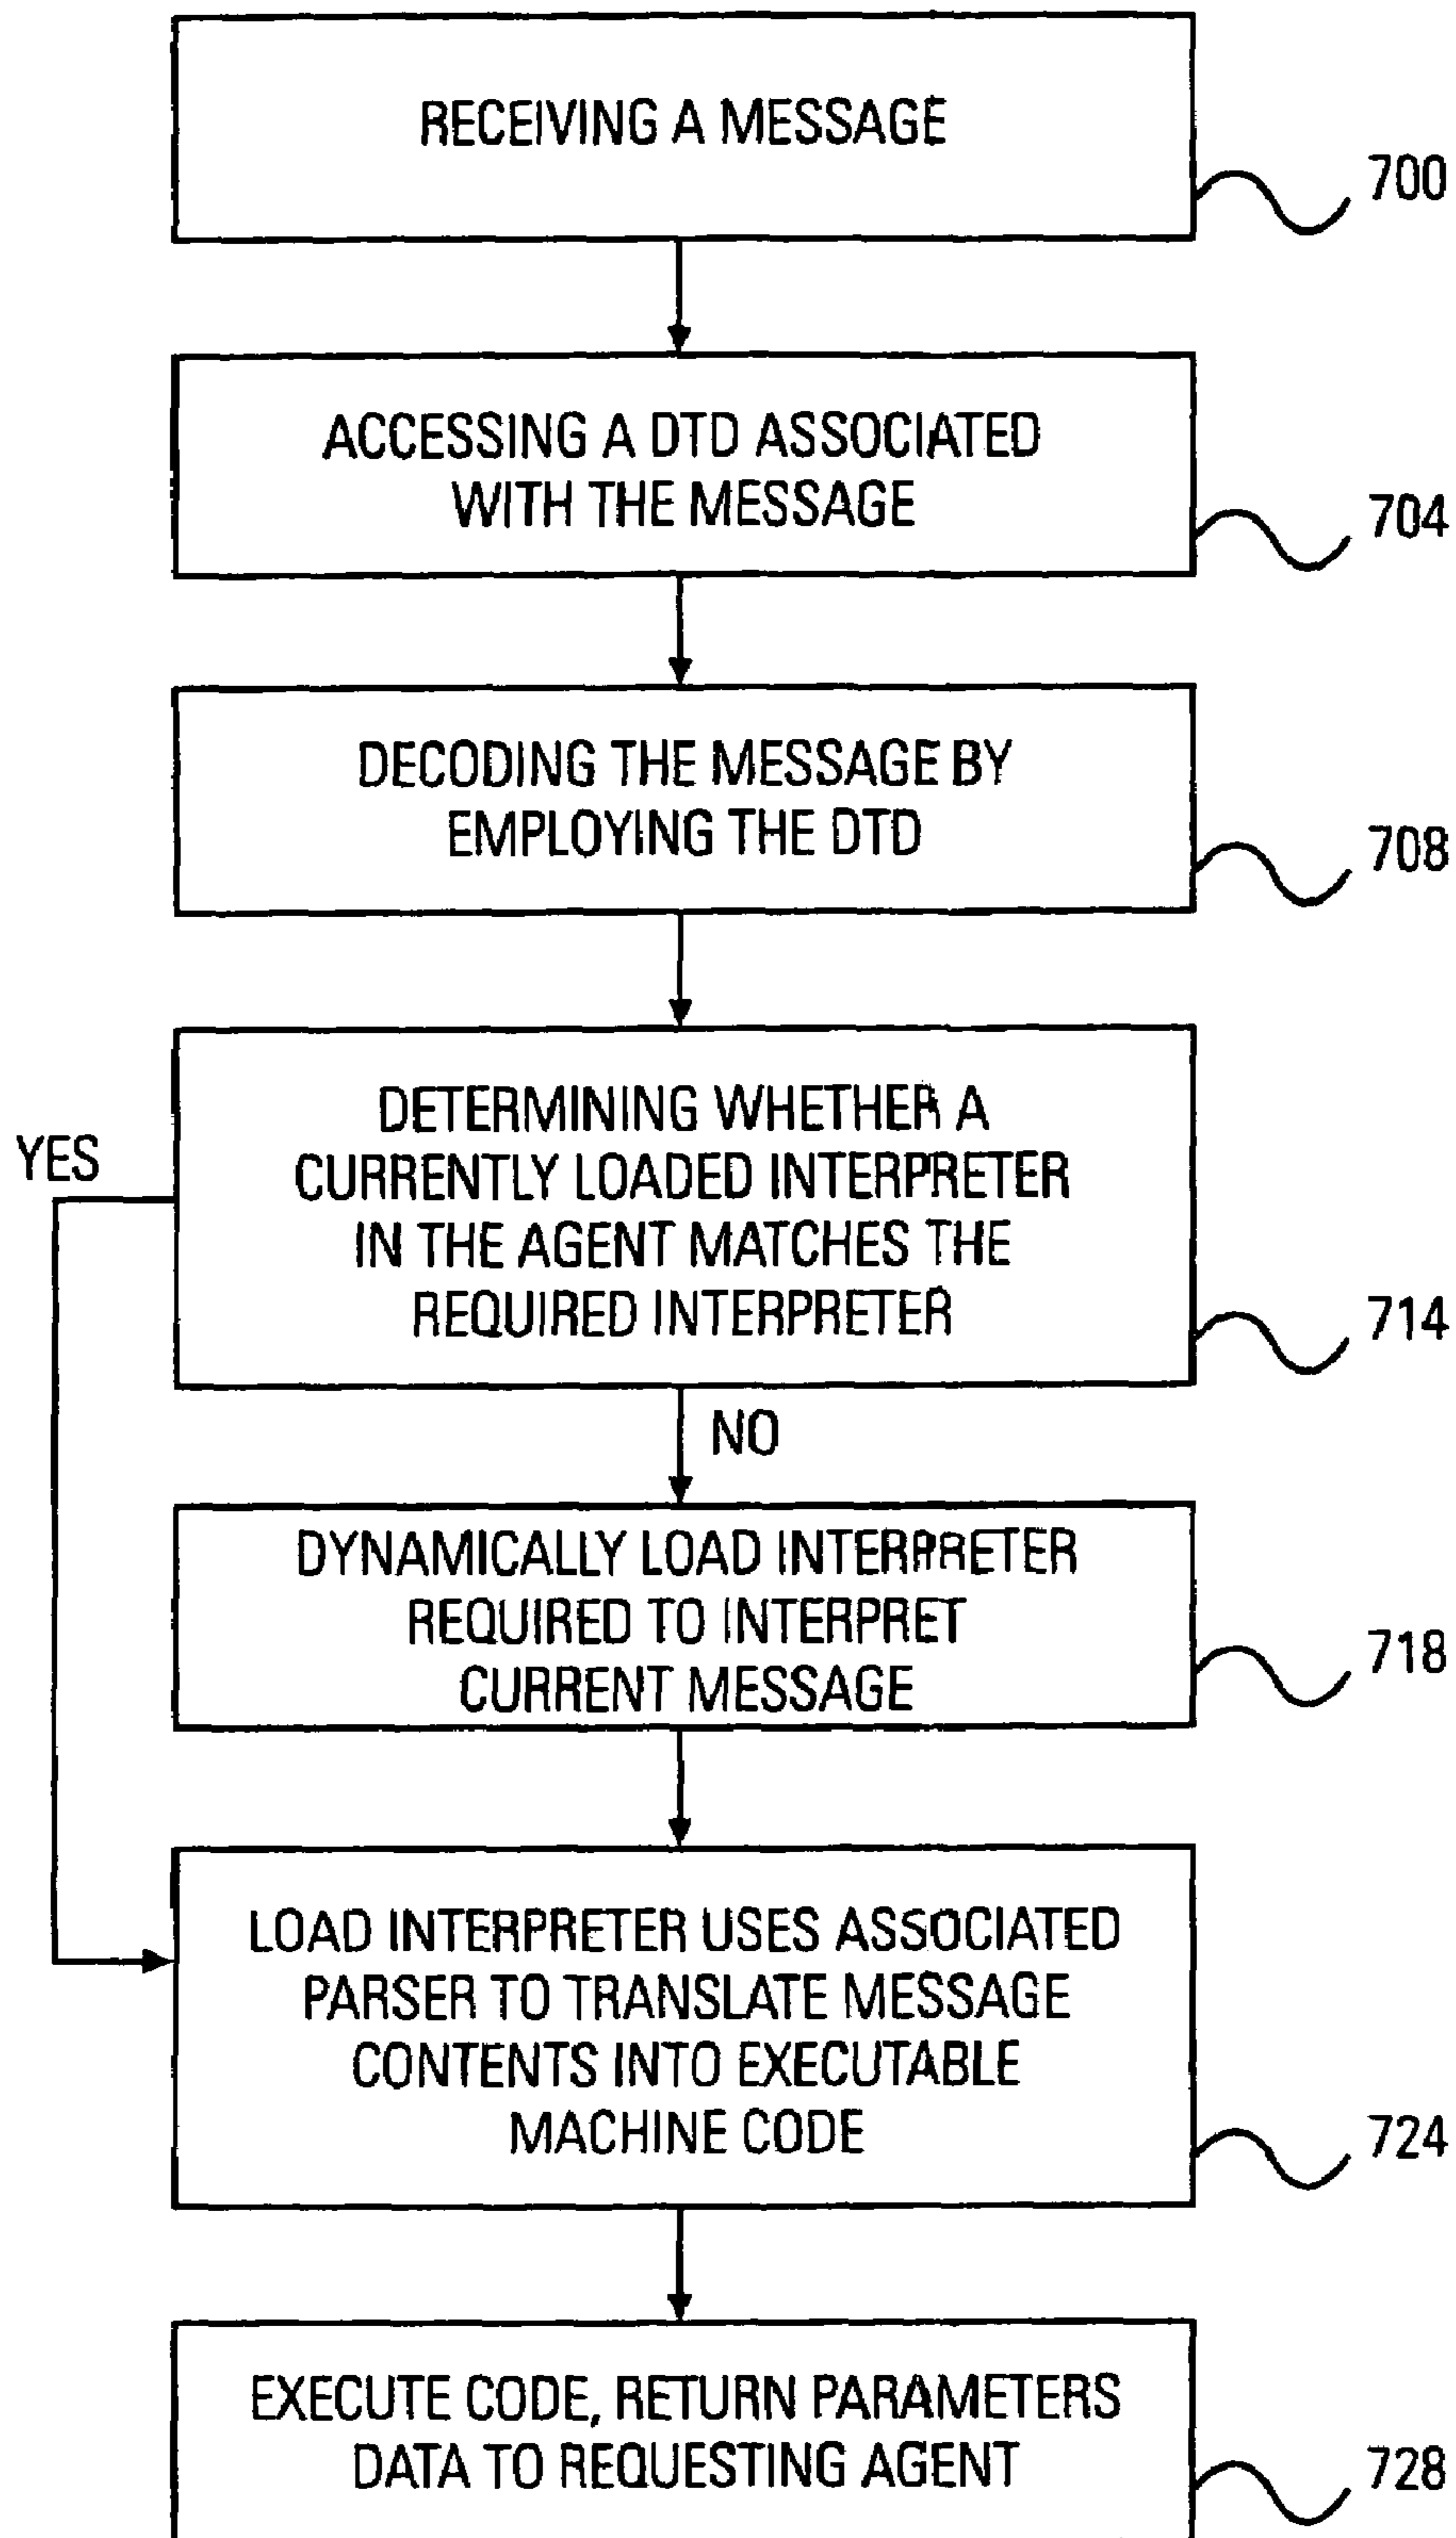 RECEIVING A MESSAGE
700
ACCESSING A DTD ASSOCIATED
WITH THE MESSAGE
704
DECODING THE MESSAGE BY
EMPLOYING THE DTD
708
DETERMINING WHETHER A
CURRENTLY LOADED INTERPRETER
IN THE AGENT MATCHES THE
REQUIRED INTERPRETER
714
YES
NO
DYNAMICALLY LOAD INTERPRETER
REQUIRED TO INTERPRET
CURRENT MESSAGE
718
LOAD INTERPRETER USES ASSOCIATED
PARSER TO TRANSLATE MESSAGE
CONTENTS INTO EXECUTABLE
MACHINE CODE
724
EXECUTE CODE, RETURN PARAMETERS
DATA TO REQUESTING AGENT
728